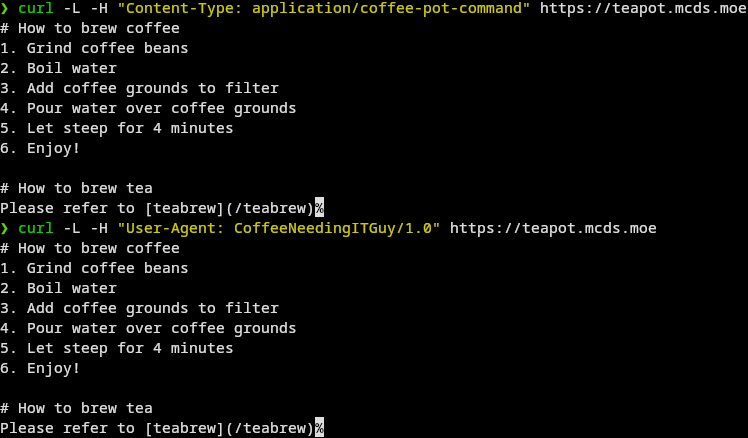 ❯ curl -L -H "Content-Type: application/coffee-pot-command" https://teapot.mcds.moe
# How to brew coffee
1. Grind coffee beans
2. Boil water
3. Add coffee grounds to filter
4. Pour water over coffee grounds
5. Let steep for 4 minutes
6. Enjoy!

# How to brew tea
Please refer to [teabrew](/teabrew)%
❯ curl -L -H "User-Agent: CoffeeNeedingITGuy/1.0" https://teapot.mcds.moe
# How to brew coffee
1. Grind coffee beans
2. Boil water
3. Add coffee grounds to filter
4. Pour water over coffee grounds
5. Let steep for 4 minutes
6. Enjoy!

# How to brew tea
Please refer to [teabrew](/teabrew)%